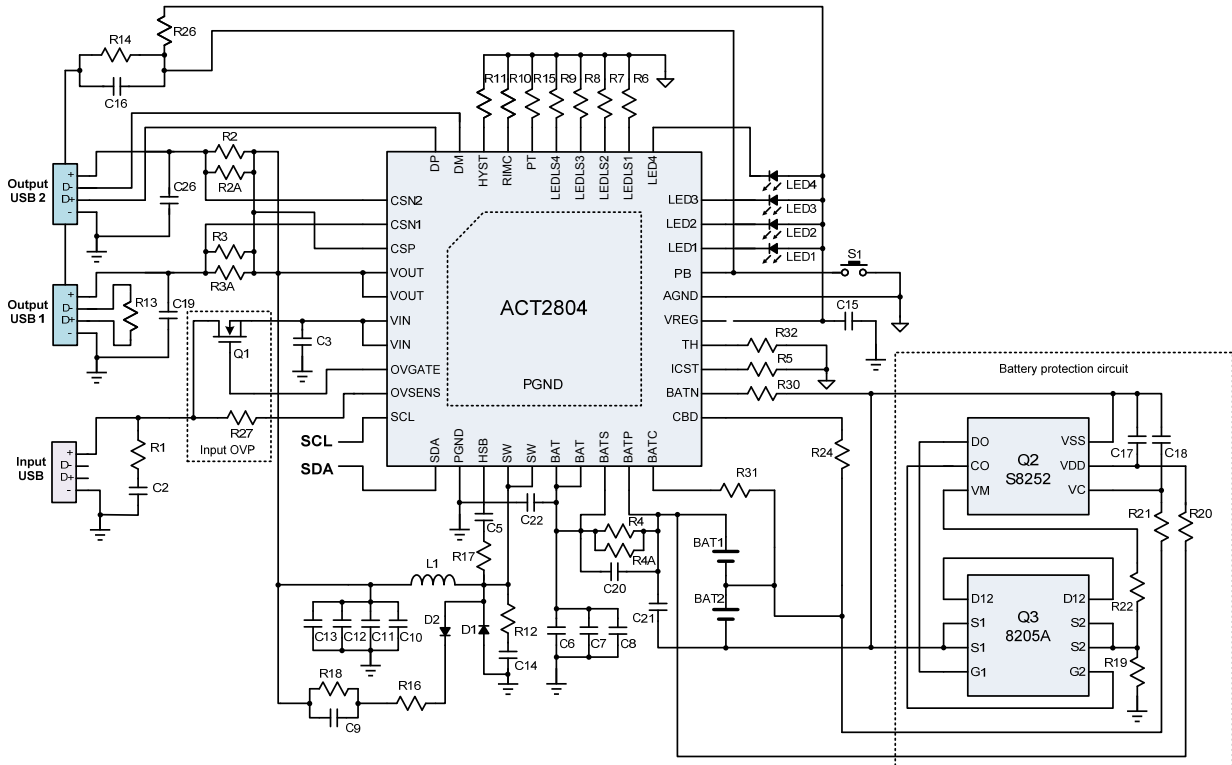 R26
R14
C16
R11
R10
R15
R9
R8
R7
R6
DP
DM
HYST
RIMC
PT
LEDLS4
LEDLS3
LEDLS2
LEDLS1
LED4
Output
USB 2
+
D-
D+
-
C26
R2
R2A
R3
R3A
CSN2
CSN1
CSP
VOUT
VOUT
VIN
VIN
OVGATE
OVSENS
SCL
ACT2804
PGND
LED3
LED2
LED1
PB
AGND
VREG
TH
ICST
BATN
CBD
LED4
LED3
LED2
LED1
S1
C15
R32
R5
R30
Output
USB 1
+
D-
D+
-
R13
C19
Q1
C3
R27
Input OVP
Input
USB
+
D-
D+
-
R1
C2
SCL
SDA
SDA
PGND
HSB
SW
SW
BAT
BAT
BATS
BATP
BATC
R24
R31
C22
C5
R17
L1
R4
R4A
C20
BAT1
BAT2
C21
C13
C12
C11
C10
D2
D1
R12
C14
C6
C7
C8
R18
C9
R16
Battery protection circuit
DO
CO
VM
Q2
S8252
VSS
VDD
VC
C17
C18
R21
R20
D12
S1
S1
G1
Q3
8205A
D12
S2
S2
G2
R22
R19